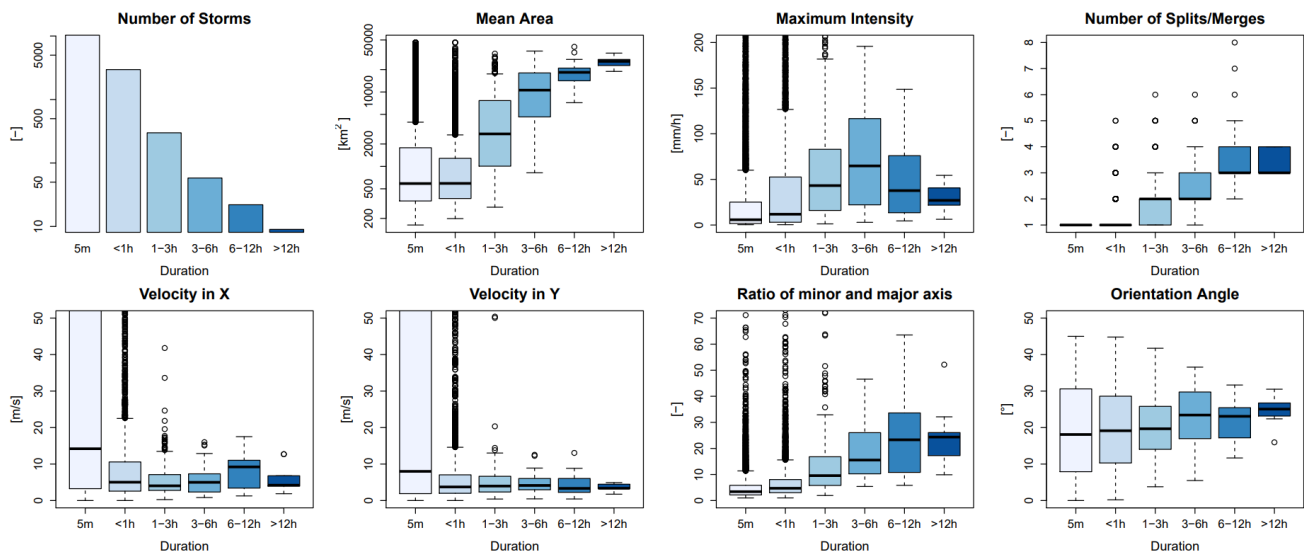 Number of Storms
[−]
5000
500
50
10
5m <1h 1−3h 3−6h 6−12h >12h
Duration
Mean Area
[km²]
50000
10000
2000
500
200
5m <1h 1−3h 3−6h 6−12h >12h
Duration
Maximum Intensity
[mm/h]
200
150
100
50
0
5m <1h 1−3h 3−6h 6−12h >12h
Duration
Number of Splits/Merges
[−]
8
7
6
5
4
3
2
1
5m <1h 1−3h 3−6h 6−12h >12h
Duration
Velocity in X
[m/s]
50
40
30
20
10
0
5m <1h 1−3h 3−6h 6−12h >12h
Duration
Velocity in Y
[m/s]
50
40
30
20
10
0
5m <1h 1−3h 3−6h 6−12h >12h
Duration
Ratio of minor and major axis
[−]
70
60
50
40
30
20
10
0
5m <1h 1−3h 3−6h 6−12h >12h
Duration
Orientation Angle
[°]
50
40
30
20
10
0
5m <1h 1−3h 3−6h 6−12h >12h
Duration